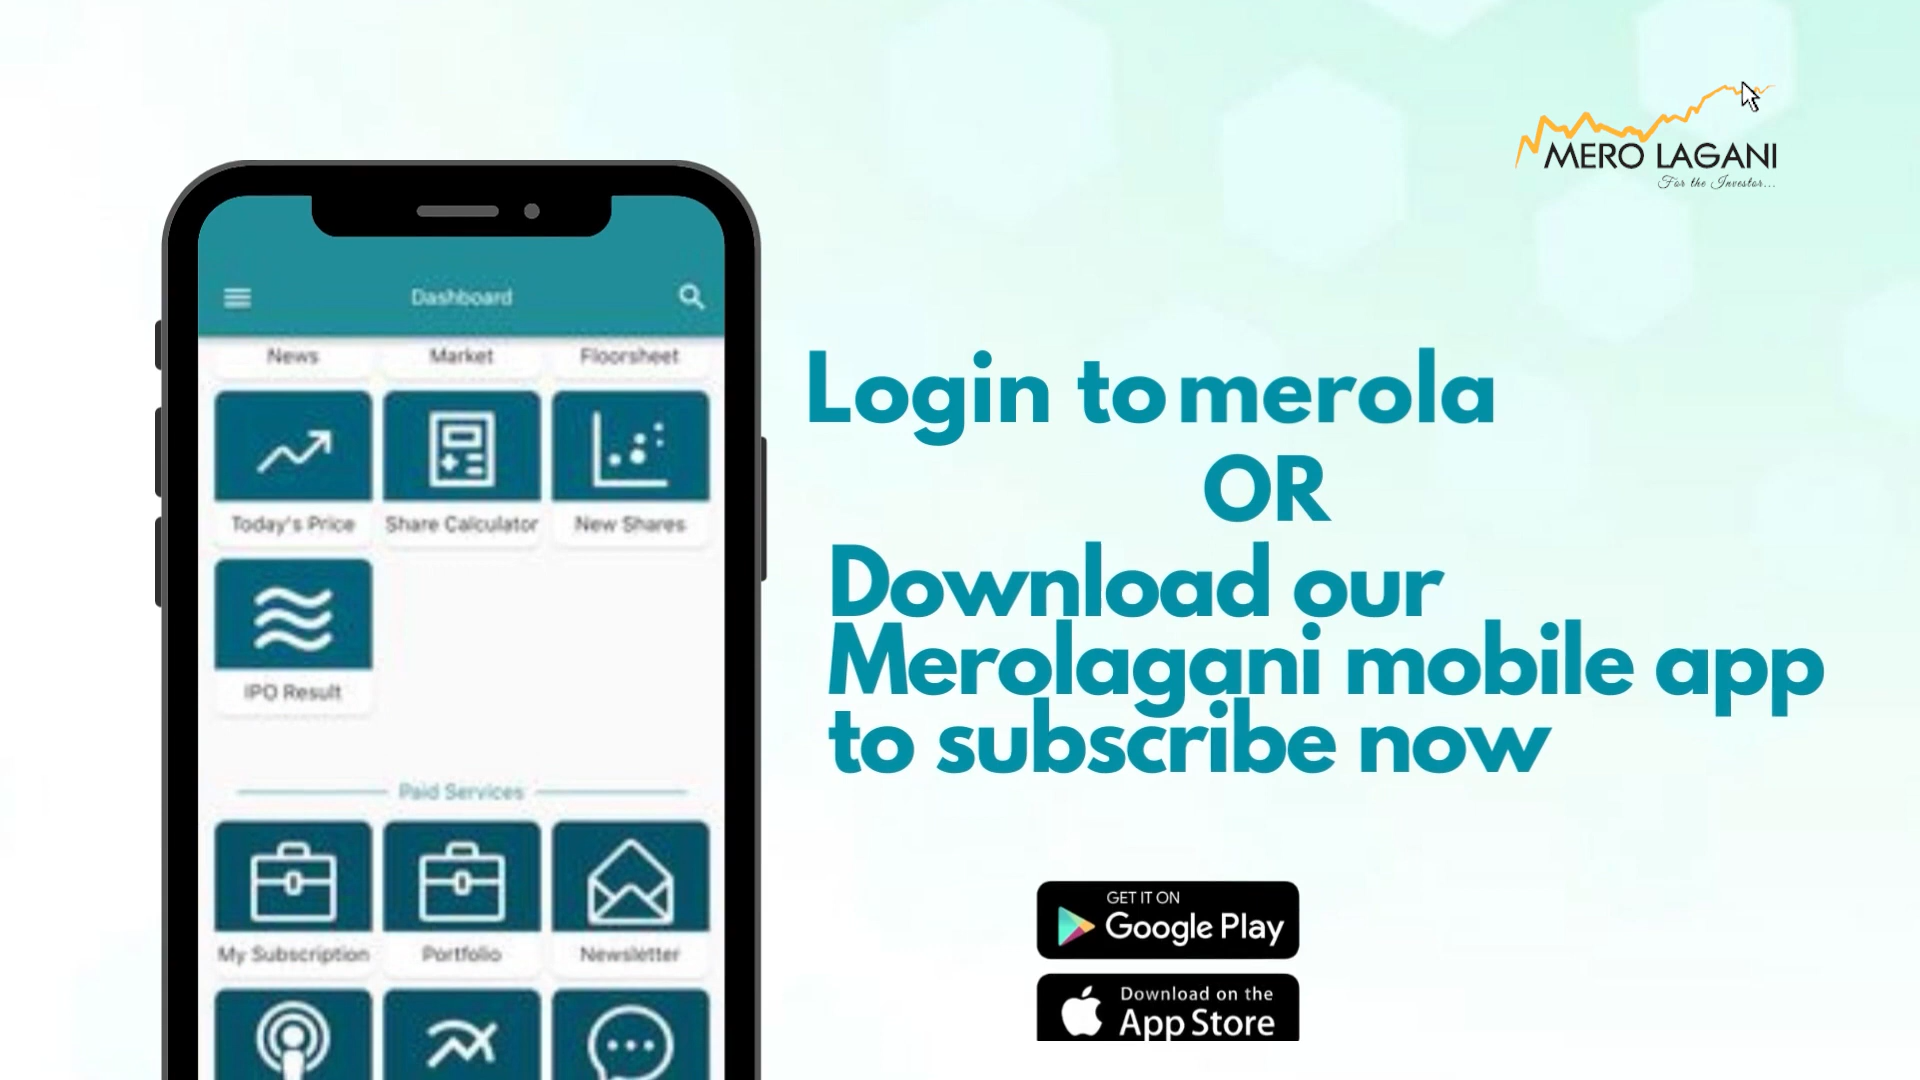 MERO LAGANI
For the Investor...
Dashboard
News Market Floorsheet
Today's Price Share Calculator New Shares
IPO Result
Paid Services
My Subscription Portfolio Newsletter
Login to merola
OR
Download our
Merolagani mobile app
to subscribe now
GET IT ON
Google Play
Download on the
App Store